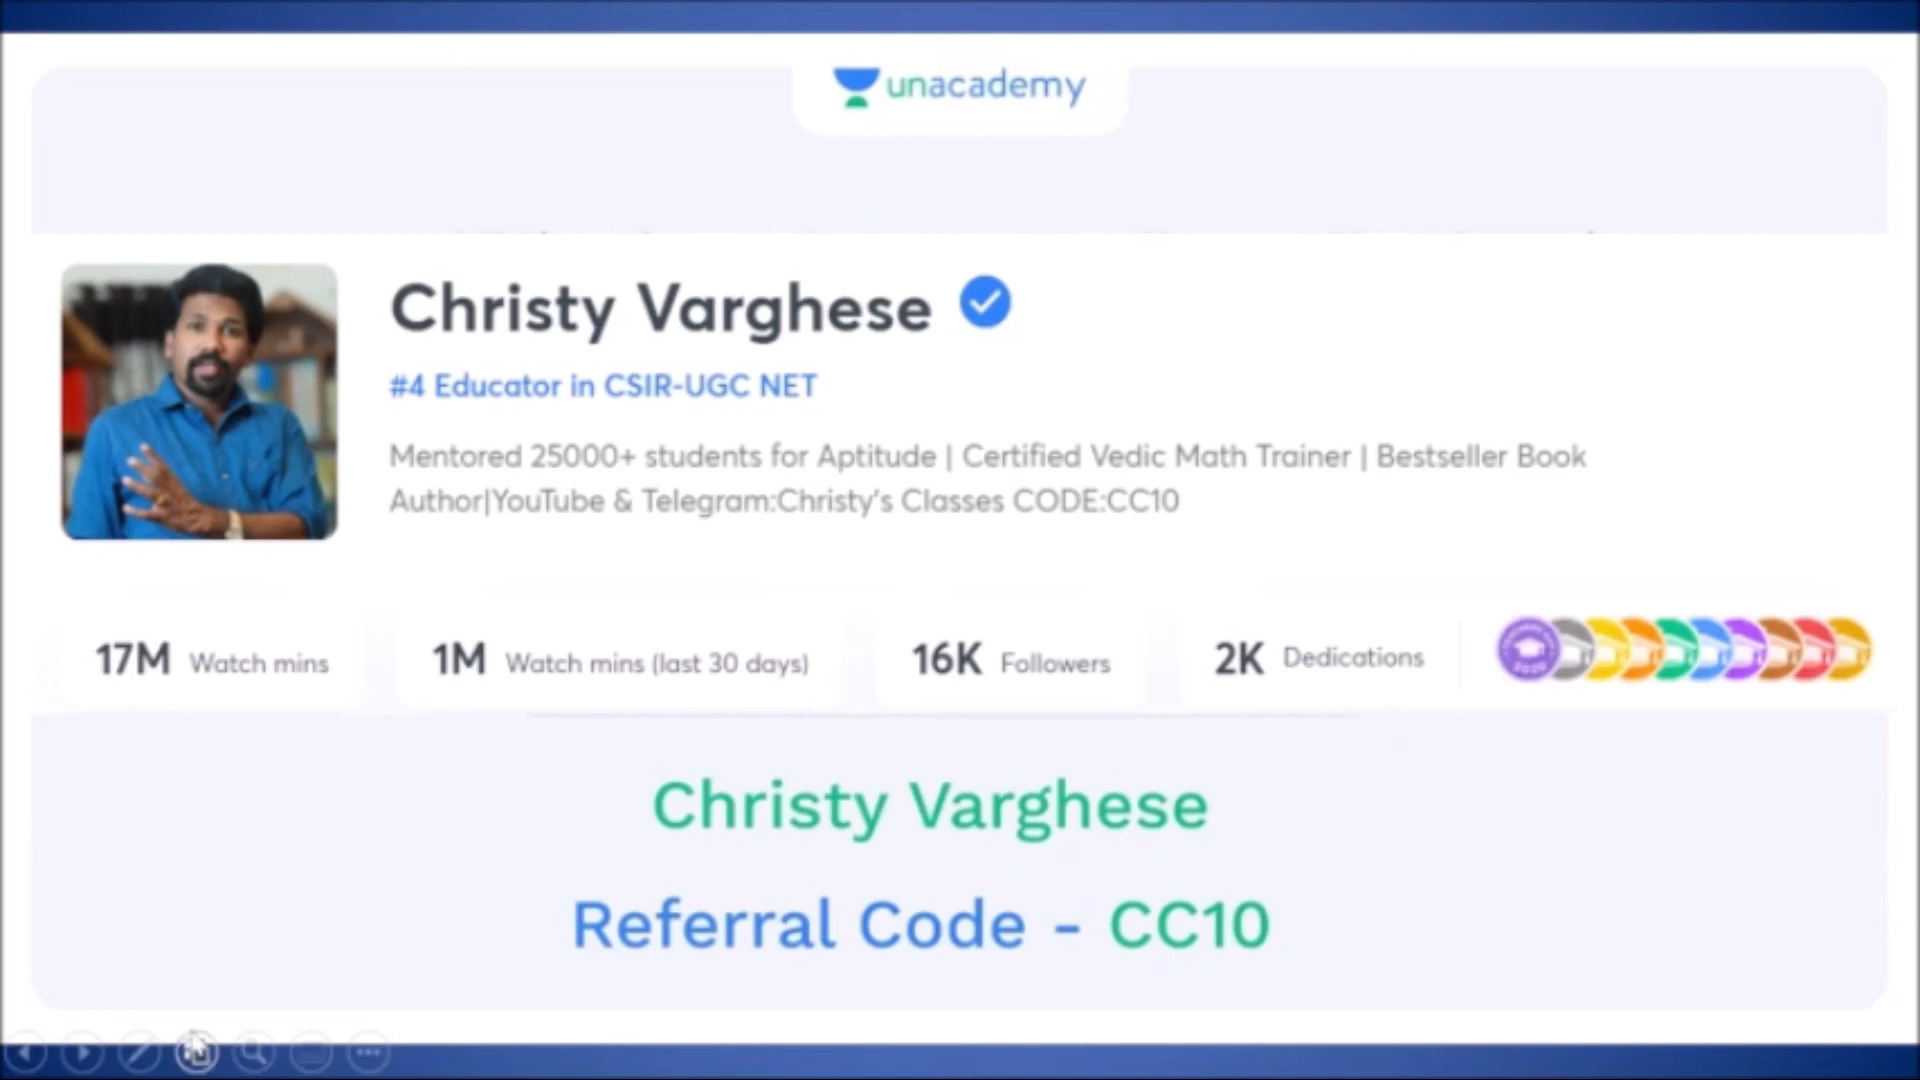 unacademy
Christy Varghese
#4 Educator in CSIR-UGC NET
Mentored 25000+ students for Aptitude | Certified Vedic Math Trainer | Bestseller Book
Author|YouTube & Telegram:Christy's Classes CODE:CC10
17M Watch mins 1M Watch mins (last 30 days) 16K Followers 2K Dedications
2020
Christy Varghese
Referral Code - CC10